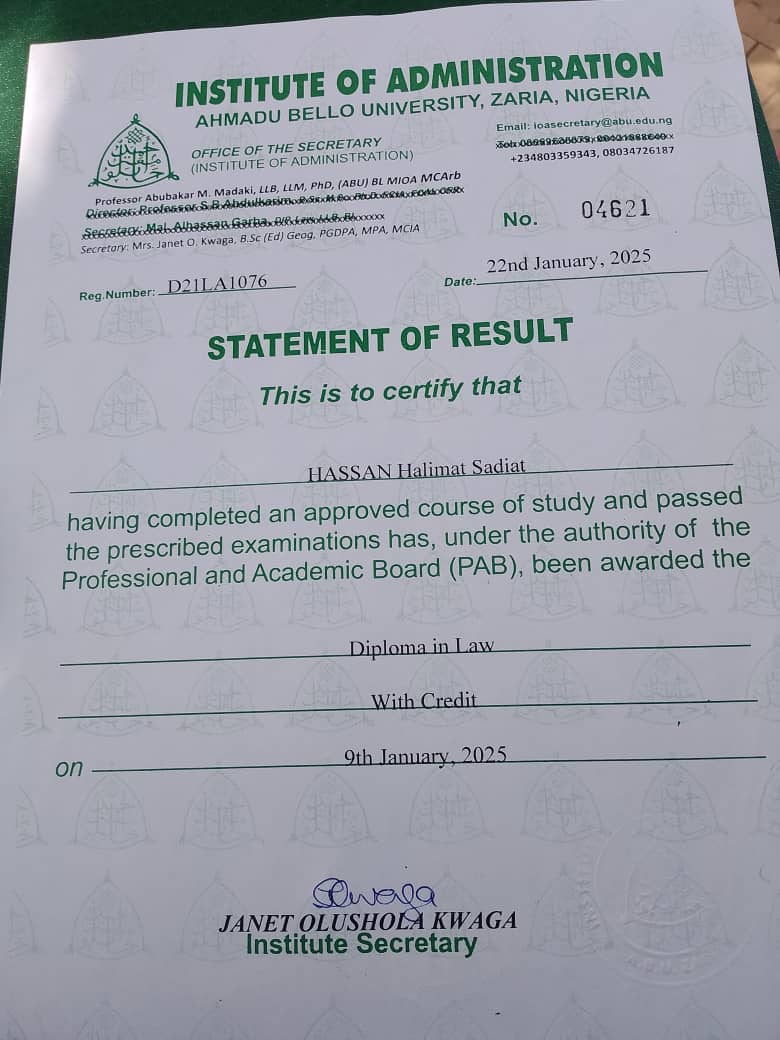 INSTITUTE OF ADMINISTRATION
AHMADU BELLO UNIVERSITY, ZARIA, NIGERIA
OFFICE OF THE SECRETARY
(INSTITUTE OF ADMINISTRATION)
Email: ioasecretary@abu.edu.ng
+234803359343, 08034726187
Professor Abubakar M. Madaki, LLB, LLM, PhD, (ABU) BL MIOA MCArb
Secretary: Mrs. Janet O. Kwaga, B.Sc (Ed) Geog, PGDPA, MPA, MCIA
No. 04621
Reg.Number: D21LA1076
Date: 22nd January, 2025
STATEMENT OF RESULT
This is to certify that
HASSAN Halimat Sadiat
having completed an approved course of study and passed
the prescribed examinations has, under the authority of the
Professional and Academic Board (PAB), been awarded the
Diploma in Law
With Credit
on 9th January, 2025
JANET OLUSHOLA KWAGA
Institute Secretary